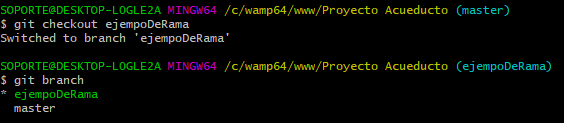 SOPORTE@DESKTOP-LOGLE2A MINGW64 /c/wamp64/www/Proyecto Acueducto (master)
$ git checkout ejempoDeRama
Switched to branch 'ejempoDeRama'
SOPORTE@DESKTOP-LOGLE2A MINGW64 /c/wamp64/www/Proyecto Acueducto (ejempoDeRama)
$ git branch
* ejempoDeRama
  master